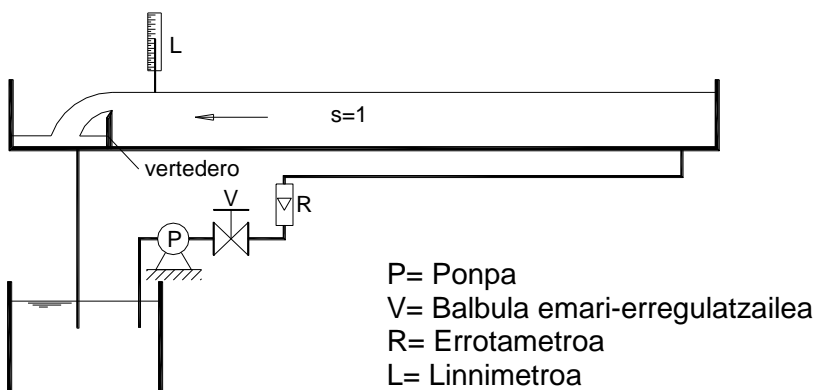 L
s=1
vertedero
V
R
P
P= Ponpa
V= Balbula emari-erregulatzailea
R= Errotametroa
L= Linnimetroa